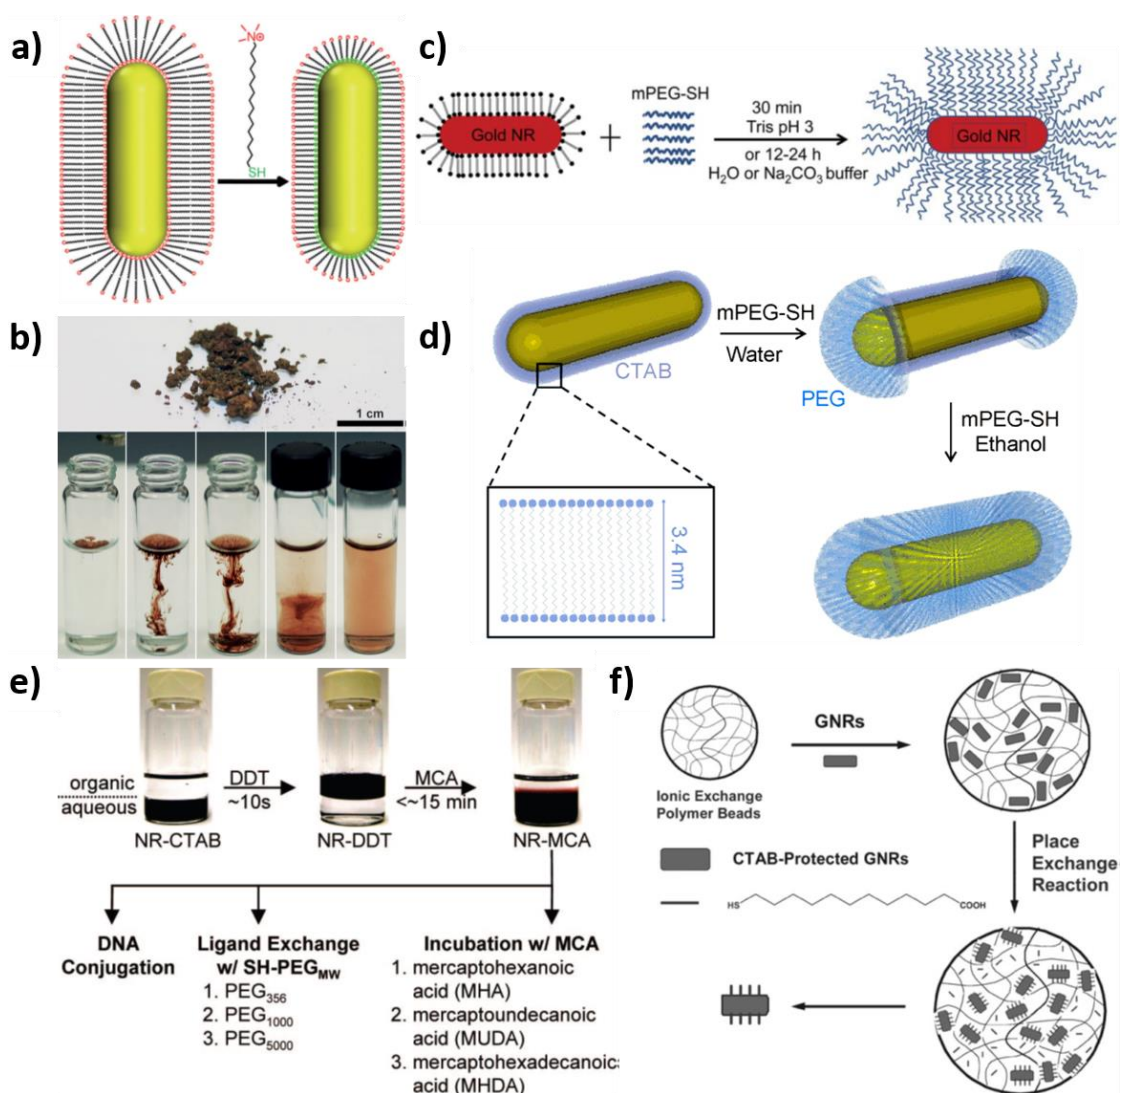 a)
N⊕
SH
b)
1 cm
c)
Gold NR
+
mPEG-SH
30 min
Tris pH 3
or 12-24 h
H₂O or Na₂CO₃ buffer
Gold NR
d)
CTAB
mPEG-SH
Water
PEG
mPEG-SH
Ethanol
3.4 nm
e)
organic
aqueous
DDT
~10s
MCA
<~15 min
NR-CTAB
NR-DDT
NR-MCA
DNA
Conjugation
Ligand Exchange
w/ SH-PEG_MW
1. PEG₃₅₆
2. PEG₁₀₀₀
3. PEG₅₀₀₀
Incubation w/ MCA
1. mercaptohexanoic
acid (MHA)
2. mercaptoundecanoic
acid (MUDA)
3. mercaptohexadecanoic
acid (MHDA)
f)
GNRs
Ionic Exchange
Polymer Beads
CTAB-Protected GNRs
HS
COOH
Place
Exchange
Reaction